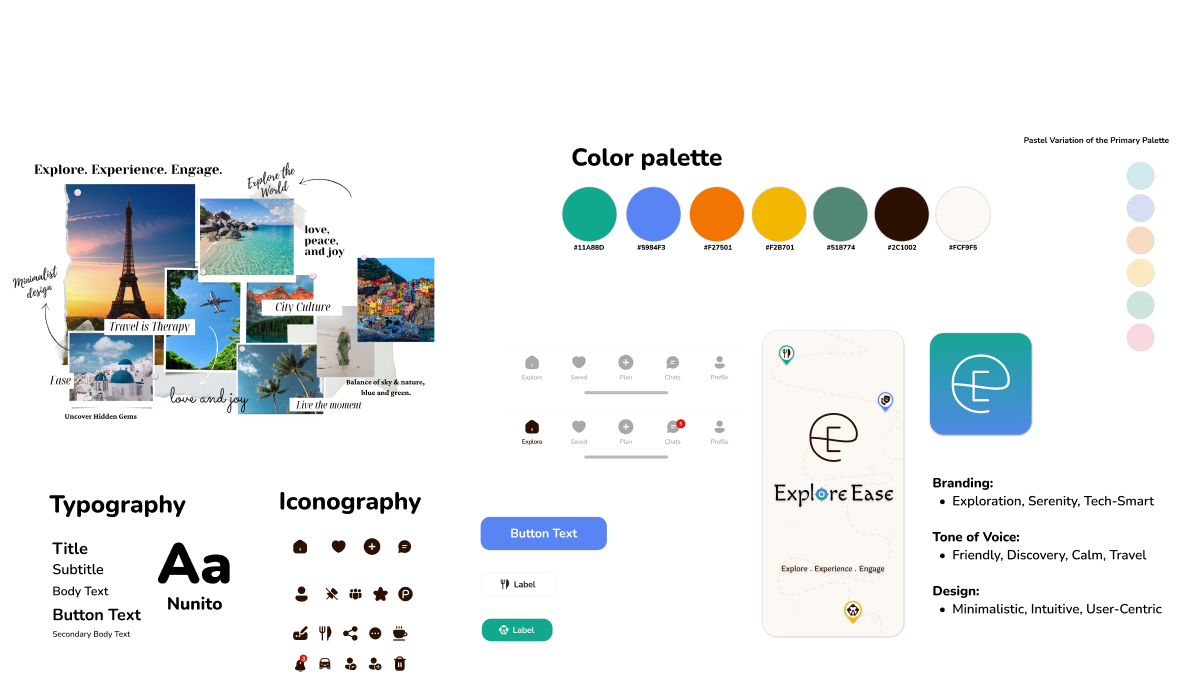 Explore. Experience. Engage.
Explore the
World
love,
peace,
and joy
Minimalist
design
City Culture
Travel is Therapy
Ease
love and joy
Balance of sky & nature,
blue and green.
Live the moment
Uncover Hidden Gems
Color palette
#11A88D
#5984F3
#F27501
#F2B701
#518774
#2C1002
#FCF9F5
Pastel Variation of the Primary Palette
Explore
Saved
Plan
Chats
Profile
Explore
Saved
Plan
Chats
Profile
Explore Ease
Explore . Experience . Engage
Typography
Title
Subtitle
Body Text
Button Text
Secondary Body Text
Aa
Nunito
Iconography
Button Text
Label
Label
Branding:
• Exploration, Serenity, Tech-Smart
Tone of Voice:
• Friendly, Discovery, Calm, Travel
Design:
• Minimalistic, Intuitive, User-Centric